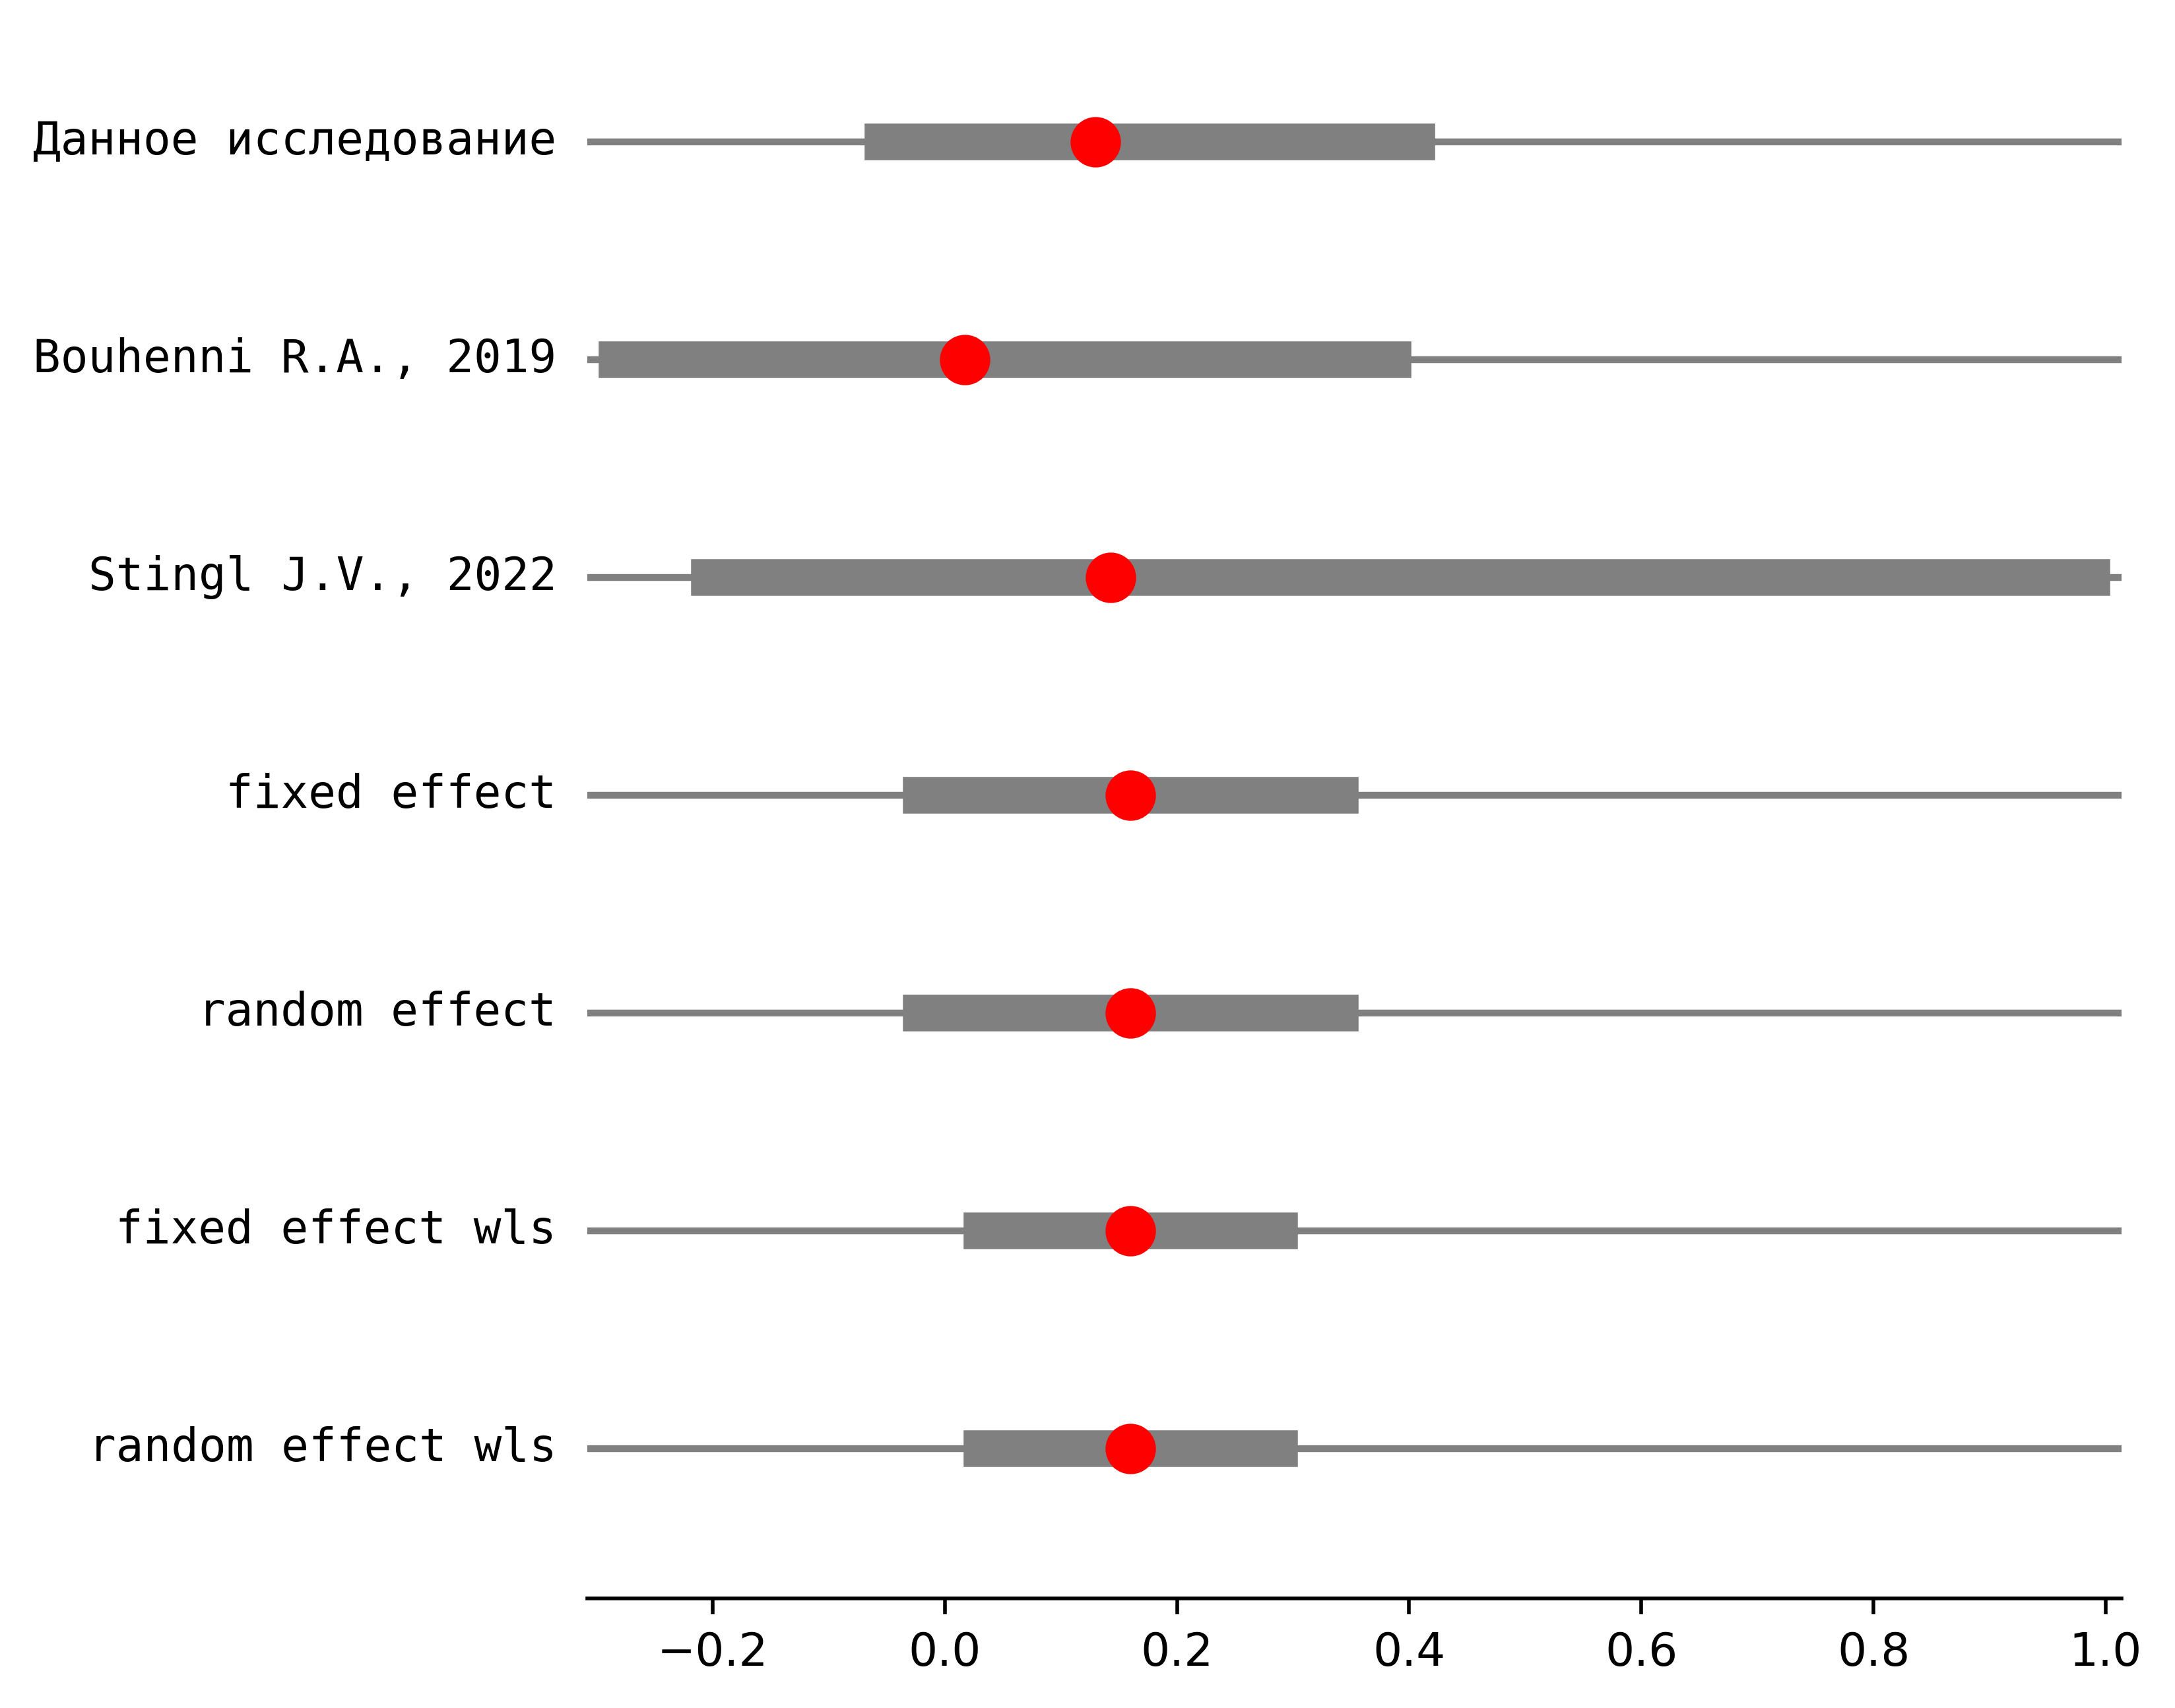 Данное исследование
Bouhenni R.A., 2019
Stingl J.V., 2022
fixed effect
random effect
fixed effect wls
random effect wls
−0.2 0.0 0.2 0.4 0.6 0.8 1.0